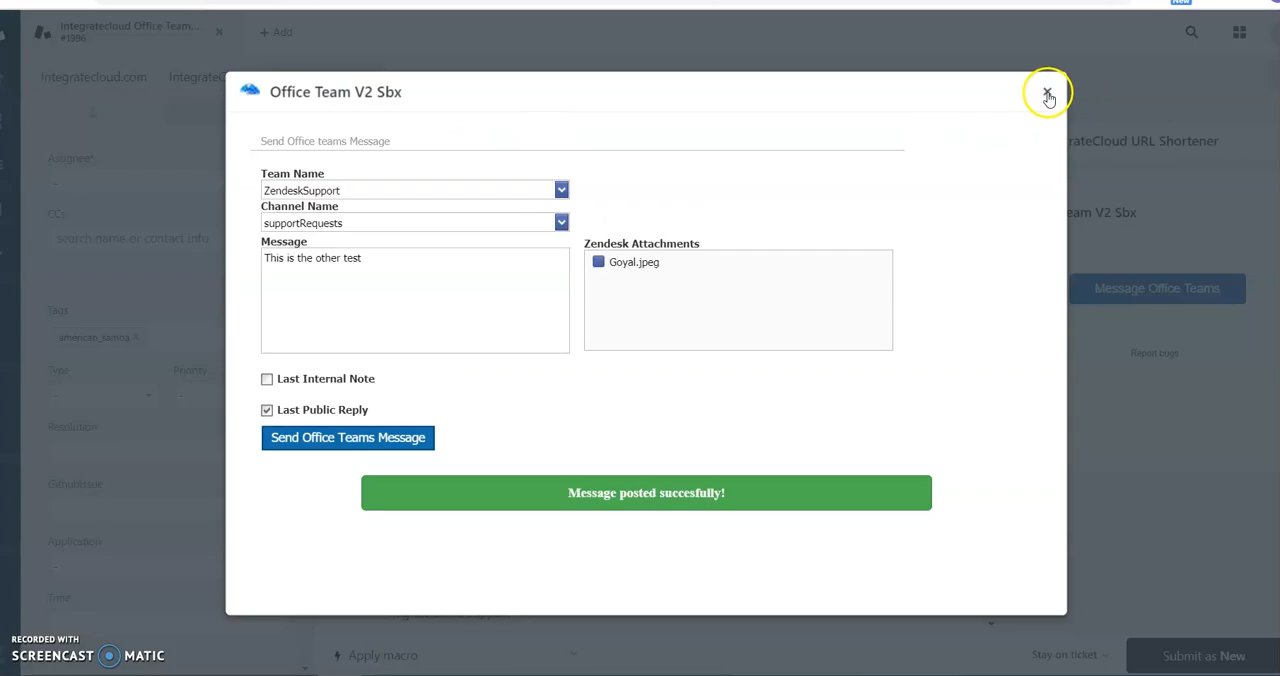 New
Integratecloud Office Team...
#1996
+ Add
Integratecloud.com
Office Team V2 Sbx
Send Office teams Message
Team Name
ZendeskSupport
Channel Name
supportRequests
Message
This is the other test
Zendesk Attachments
Goyal.jpeg
Last Internal Note
Last Public Reply
Send Office Teams Message
Message posted succesfully!
Assignee*
CCs
search name or contact info
Tags
american_samoa
Type
Priority
Resolution
GithubIssue
Application
Time
rateCloud URL Shortener
eam V2 Sbx
Message Office Teams
Report bugs
Apply macro
Stay on ticket
Submit as New
RECORDED WITH
SCREENCAST MATIC